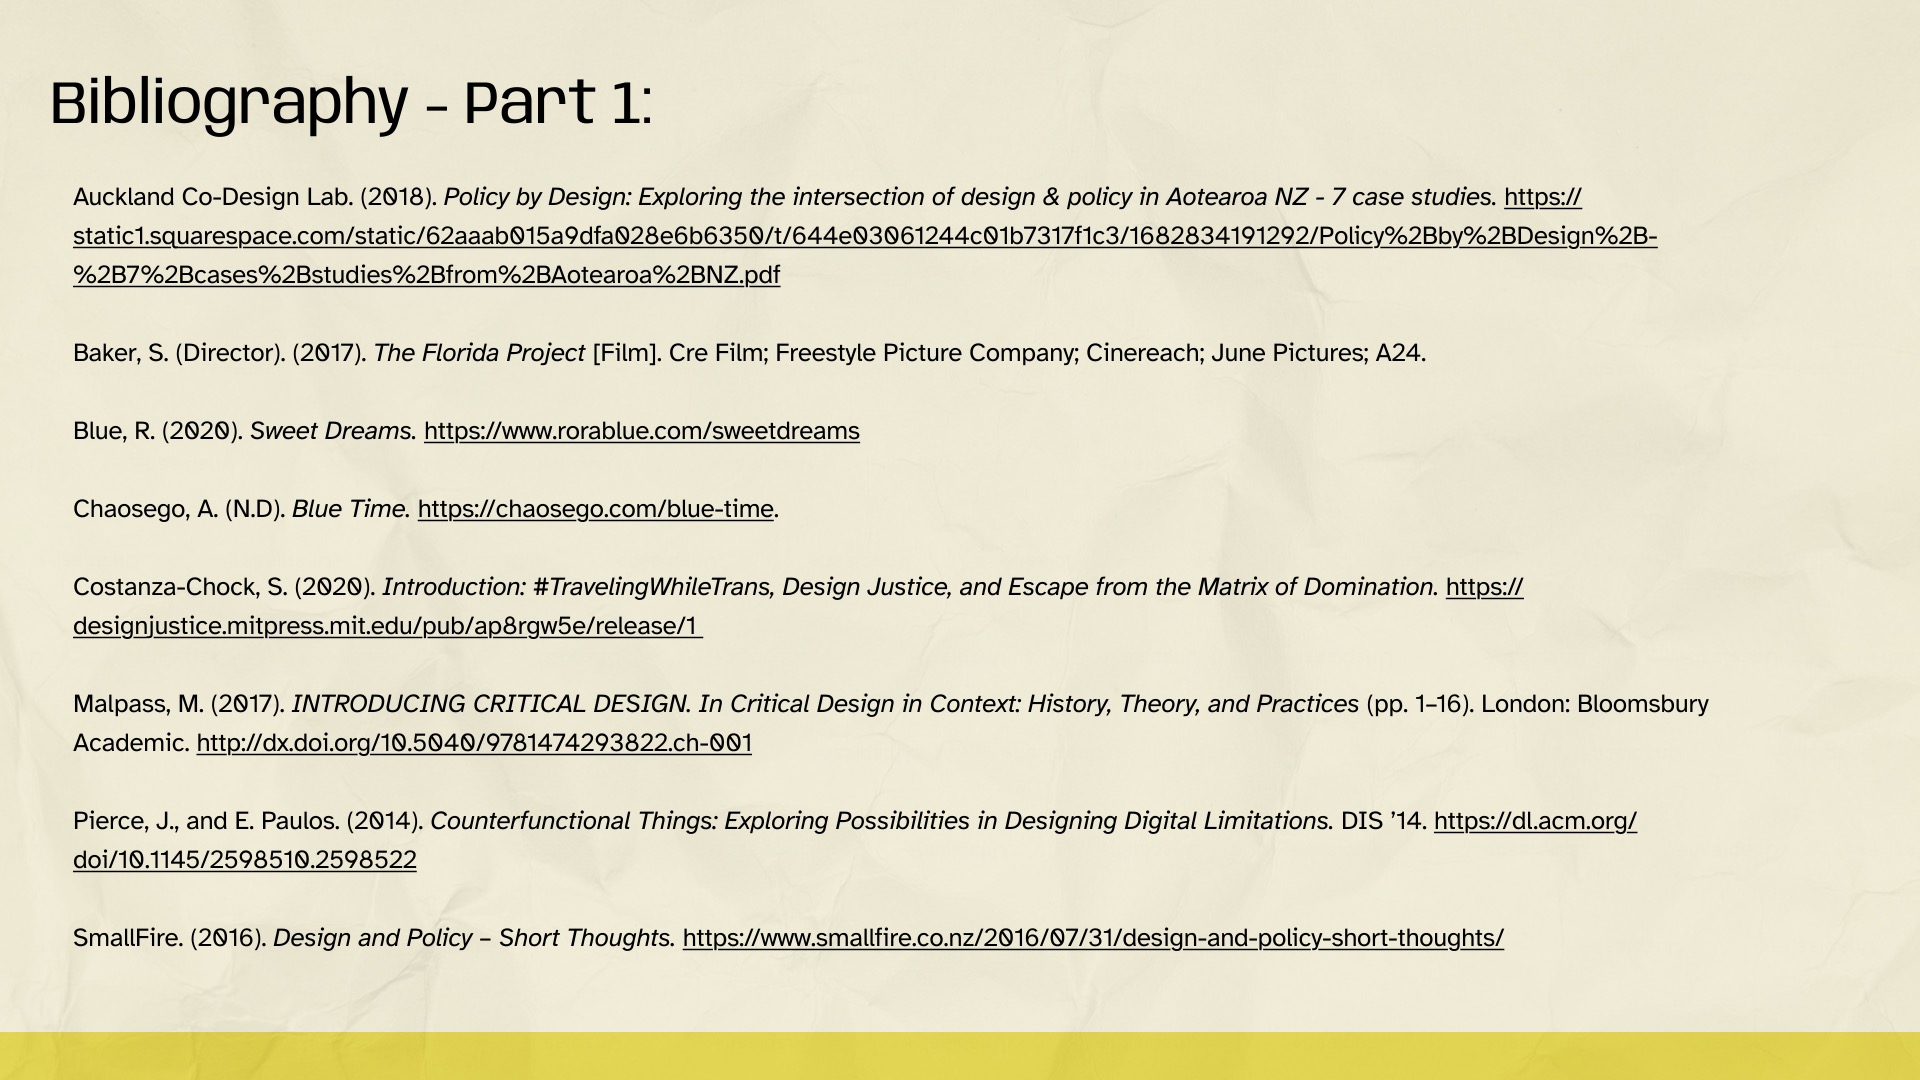 Bibliography - Part 1:
Auckland Co-Design Lab. (2018). Policy by Design: Exploring the intersection of design & policy in Aotearoa NZ - 7 case studies. https://
static1.squarespace.com/static/62aaab015a9dfa028e6b6350/t/644e03061244c01b7317f1c3/1682834191292/Policy%2Bby%2BDesign%2B-
%2B7%2Bcases%2Bstudies%2Bfrom%2BAotearoa%2BNZ.pdf
Baker, S. (Director). (2017). The Florida Project [Film]. Cre Film; Freestyle Picture Company; Cinereach; June Pictures; A24.
Blue, R. (2020). Sweet Dreams. https://www.rorablue.com/sweetdreams
Chaosego, A. (N.D). Blue Time. https://chaosego.com/blue-time.
Costanza-Chock, S. (2020). Introduction: #TravelingWhileTrans, Design Justice, and Escape from the Matrix of Domination. https://
designjustice.mitpress.mit.edu/pub/ap8rgw5e/release/1
Malpass, M. (2017). INTRODUCING CRITICAL DESIGN. In Critical Design in Context: History, Theory, and Practices (pp. 1–16). London: Bloomsbury
Academic. http://dx.doi.org/10.5040/9781474293822.ch-001
Pierce, J., and E. Paulos. (2014). Counterfunctional Things: Exploring Possibilities in Designing Digital Limitations. DIS ’14. https://dl.acm.org/
doi/10.1145/2598510.2598522
SmallFire. (2016). Design and Policy – Short Thoughts. https://www.smallfire.co.nz/2016/07/31/design-and-policy-short-thoughts/